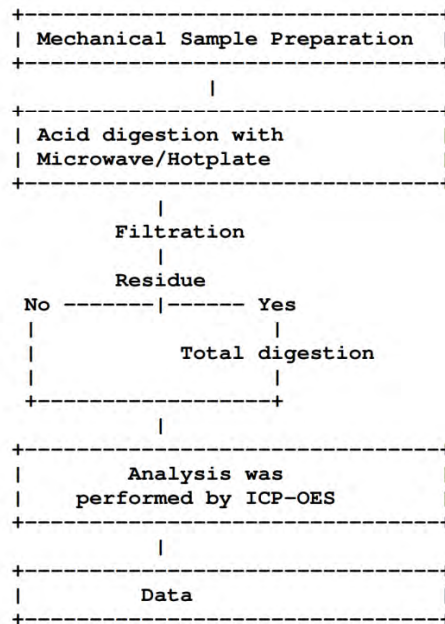 Mechanical Sample Preparation
Acid digestion with
Microwave/Hotplate
Filtration
Residue
No Yes
Total digestion
Analysis was
performed by ICP-OES
Data